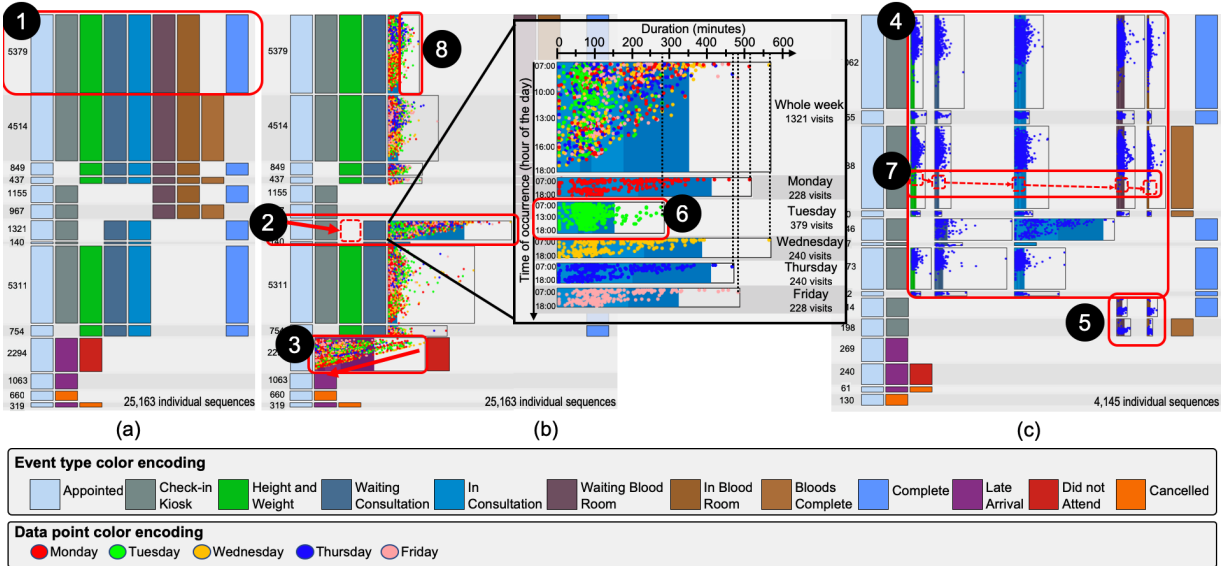 1
8
4
2
3
6
7
5
5379
4514
849
437
1155
967
1321
140
5311
754
2294
1063
660
319
25,163 individual sequences
(a)
5379
4514
849
437
1155
967
1321
5311
1063
660
319
25,163 individual sequences
(b)
Duration (minutes)
0 100 200 300 400 500 600
Time of occurrence (hour of the day)
07:00
10:00
13:00
16:00
18:00
Whole week
1321 visits
07:00
18:00
Monday
228 visits
07:00
13:00
18:00
Tuesday
379 visits
07:00
18:00
Wednesday
240 visits
07:00
18:00
Thursday
240 visits
07:00
18:00
Friday
228 visits
269
240
61
130
4,145 individual sequences
(c)
Event type color encoding
Appointed
Check-in Kiosk
Height and Weight
Waiting Consultation
In Consultation
Waiting Blood Room
In Blood Room
Bloods Complete
Complete
Late Arrival
Did not Attend
Cancelled
Data point color encoding
Monday Tuesday Wednesday Thursday Friday